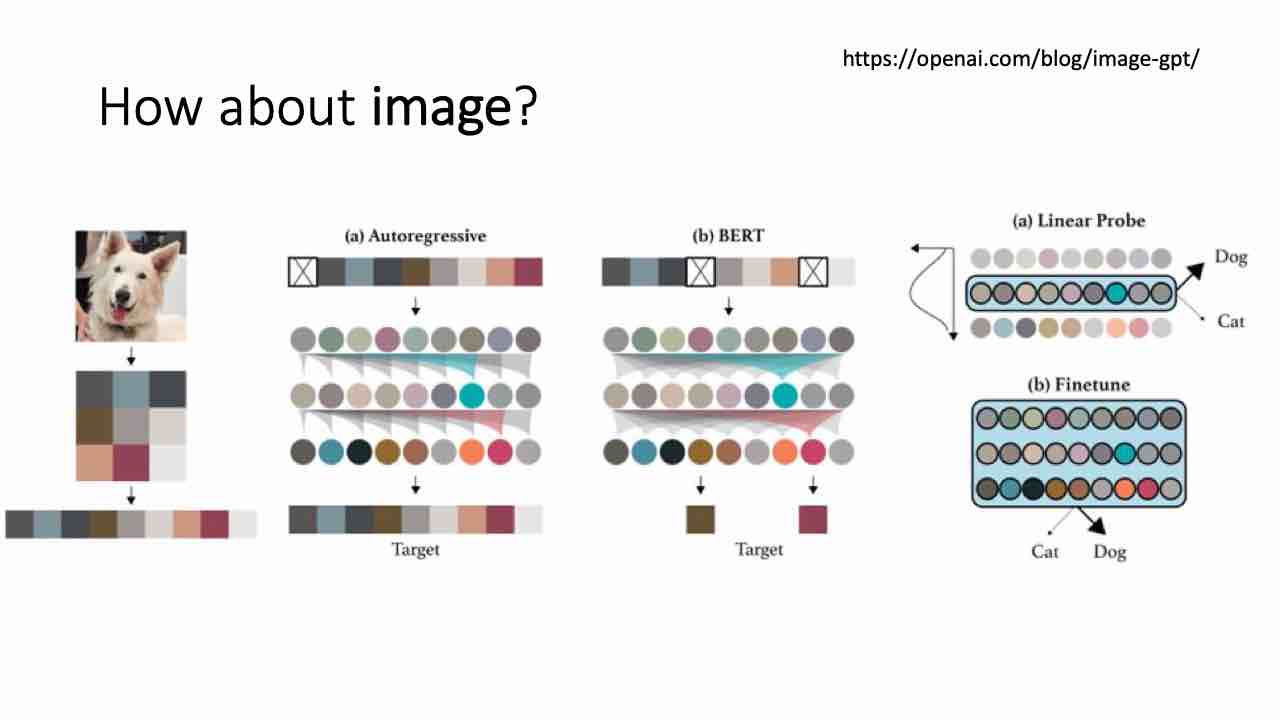 https://openai.com/blog/image-gpt/
How about image?
(a) Autoregressive
Target
(b) BERT
Target
(a) Linear Probe
Dog
Cat
(b) Finetune
Cat Dog